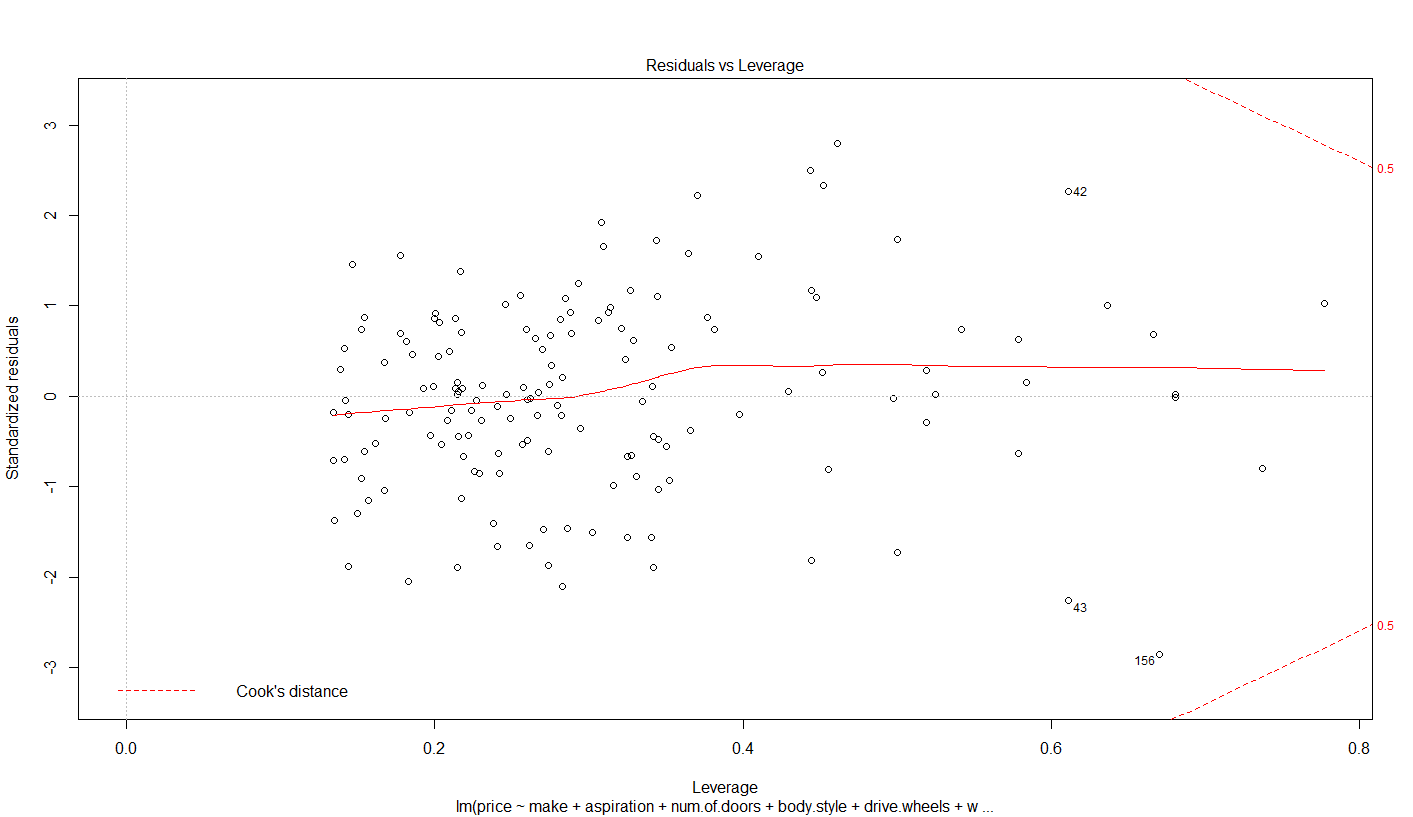 Residuals vs Leverage
3
2
1
0
-1
-2
-3
Standardized residuals
0.5
42
43
156
0.5
Cook's distance
0.0 0.2 0.4 0.6 0.8
Leverage
lm(price ~ make + aspiration + num.of.doors + body.style + drive.wheels + w ...